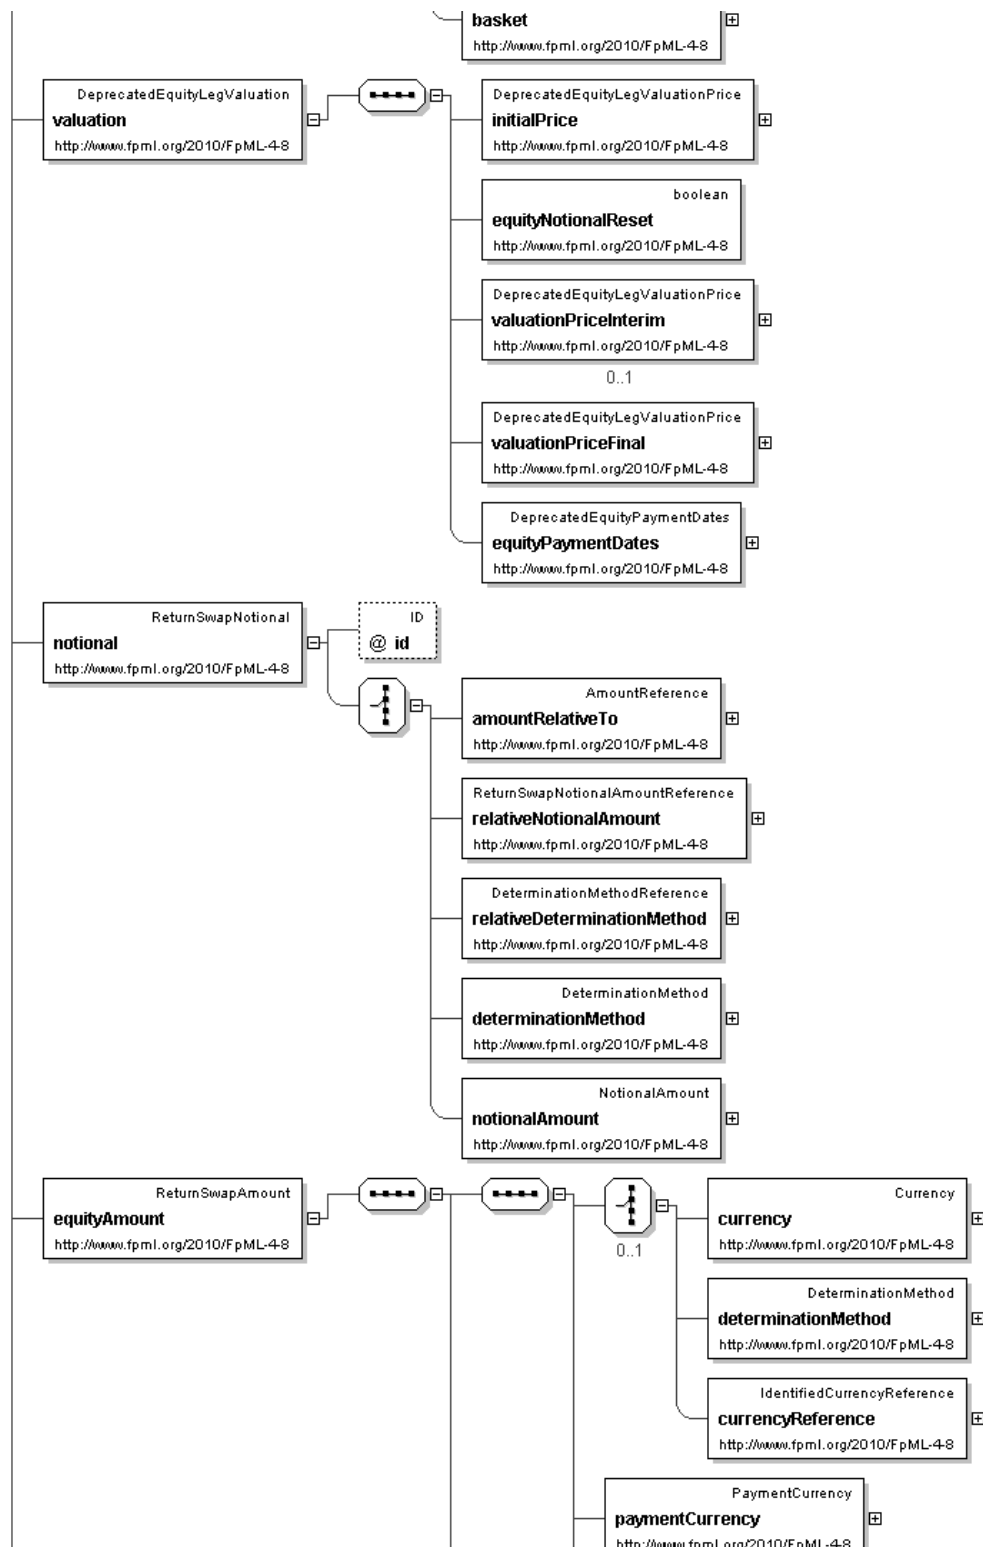 basket
http://www.fpml.org/2010/FpML-4-8
DeprecatedEquityLegValuation
valuation
http://www.fpml.org/2010/FpML-4-8
DeprecatedEquityLegValuationPrice
initialPrice
http://www.fpml.org/2010/FpML-4-8
boolean
equityNotionalReset
http://www.fpml.org/2010/FpML-4-8
DeprecatedEquityLegValuationPrice
valuationPriceInterim
http://www.fpml.org/2010/FpML-4-8
0..1
DeprecatedEquityLegValuationPrice
valuationPriceFinal
http://www.fpml.org/2010/FpML-4-8
DeprecatedEquityPaymentDates
equityPaymentDates
http://www.fpml.org/2010/FpML-4-8
ReturnSwapNotional
notional
http://www.fpml.org/2010/FpML-4-8
ID
@ id
AmountReference
amountRelativeTo
http://www.fpml.org/2010/FpML-4-8
ReturnSwapNotionalAmountReference
relativeNotionalAmount
http://www.fpml.org/2010/FpML-4-8
DeterminationMethodReference
relativeDeterminationMethod
http://www.fpml.org/2010/FpML-4-8
DeterminationMethod
determinationMethod
http://www.fpml.org/2010/FpML-4-8
NotionalAmount
notionalAmount
http://www.fpml.org/2010/FpML-4-8
ReturnSwapAmount
equityAmount
http://www.fpml.org/2010/FpML-4-8
0..1
Currency
currency
http://www.fpml.org/2010/FpML-4-8
DeterminationMethod
determinationMethod
http://www.fpml.org/2010/FpML-4-8
IdentifiedCurrencyReference
currencyReference
http://www.fpml.org/2010/FpML-4-8
PaymentCurrency
paymentCurrency
http://www.fpml.org/2010/FpML-4-8